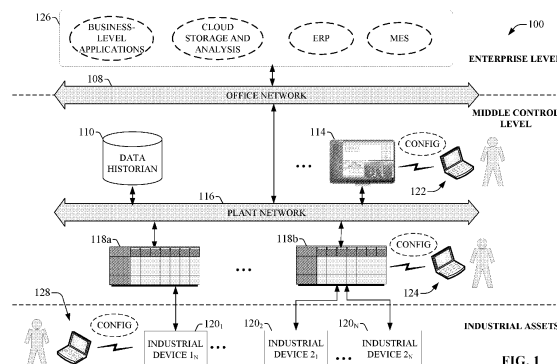 126
BUSINESS-
LEVEL
APPLICATIONS
CLOUD
STORAGE AND
ANALYSIS
ERP
MES
100
ENTERPRISE LEVEL
108
OFFICE NETWORK
MIDDLE CONTROL
LEVEL
110
DATA
HISTORIAN
...
114
CONFIG
122
116
PLANT NETWORK
118a
...
118b
CONFIG
124
128
CONFIG
INDUSTRIAL ASSETS
120₁
INDUSTRIAL
DEVICE 1N
...
120₂
INDUSTRIAL
DEVICE 2₁
...
120N
INDUSTRIAL
DEVICE 2N
FIG. 1